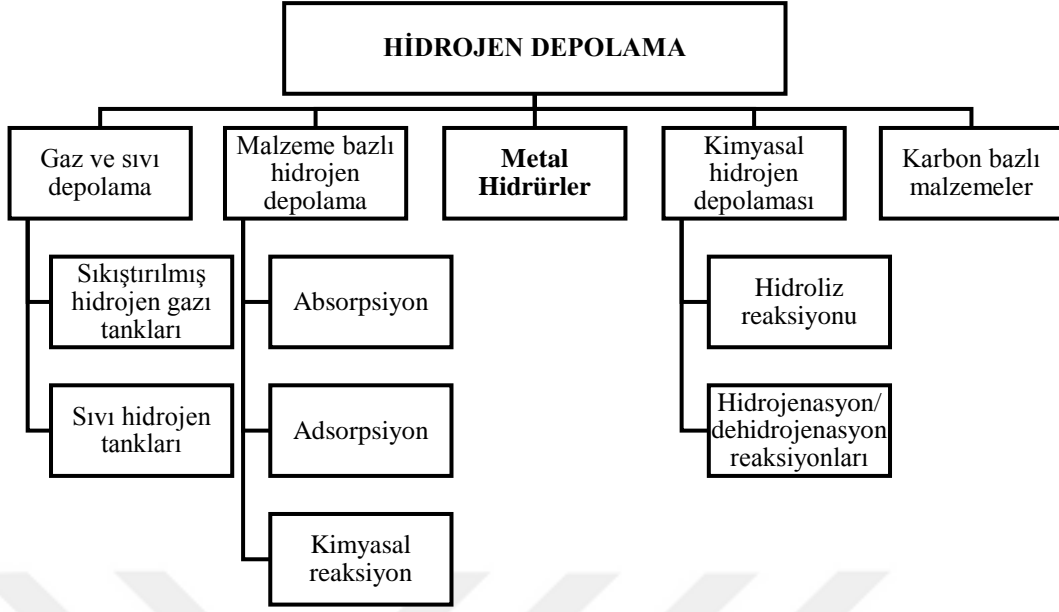 HİDROJEN DEPOLAMA
Gaz ve sıvı
depolama
Malzeme bazlı
hidrojen
depolama
Metal
Hidrürler
Kimyasal
hidrojen
depolaması
Karbon bazlı
malzemeler
Sıkıştırılmış
hidrojen gazı
tankları
Sıvı hidrojen
tankları
Absorpsiyon
Adsorpsiyon
Kimyasal
reaksiyon
Hidroliz
reaksiyonu
Hidrojenasyon/
dehidrojenasyon
reaksiyonları